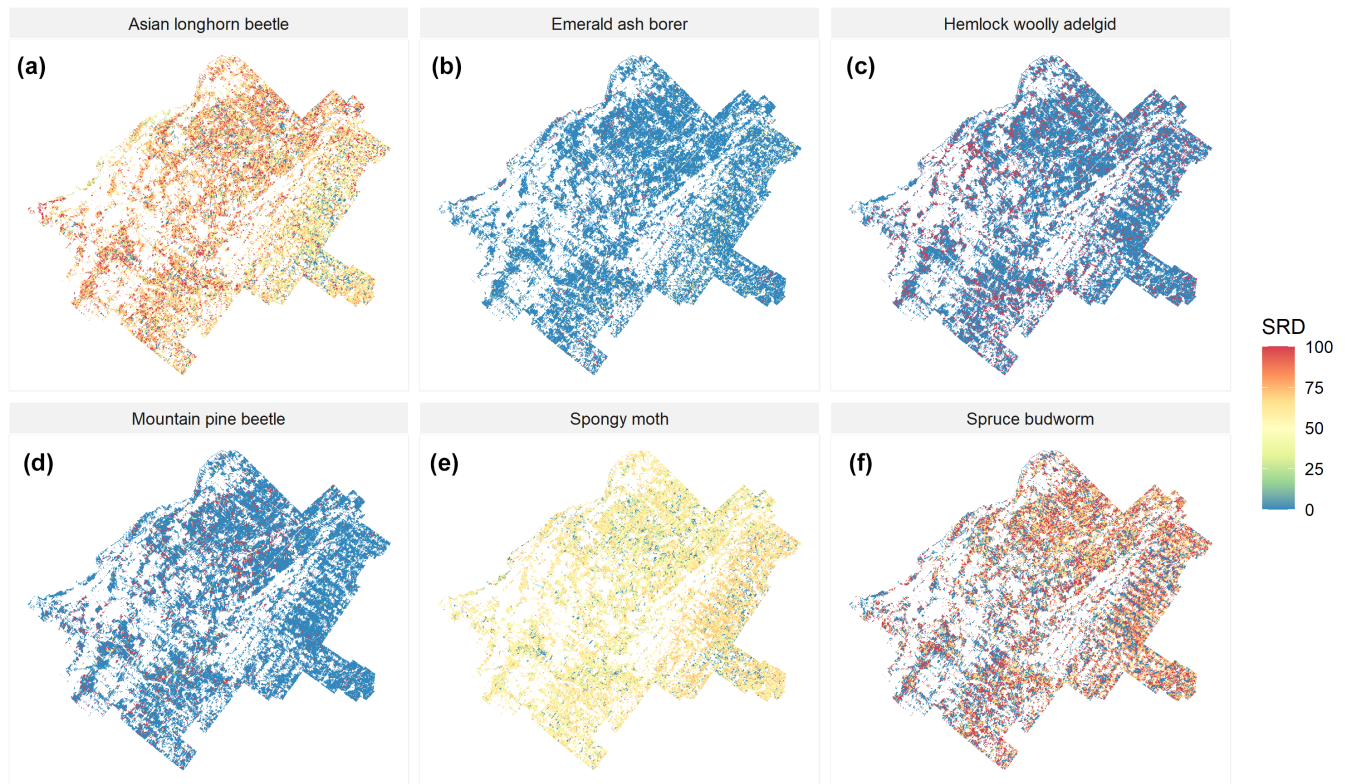 Asian longhorn beetle
Emerald ash borer
Hemlock woolly adelgid
(a)
(b)
(c)
Mountain pine beetle
Spongy moth
Spruce budworm
(d)
(e)
(f)
SRD
100
75
50
25
0